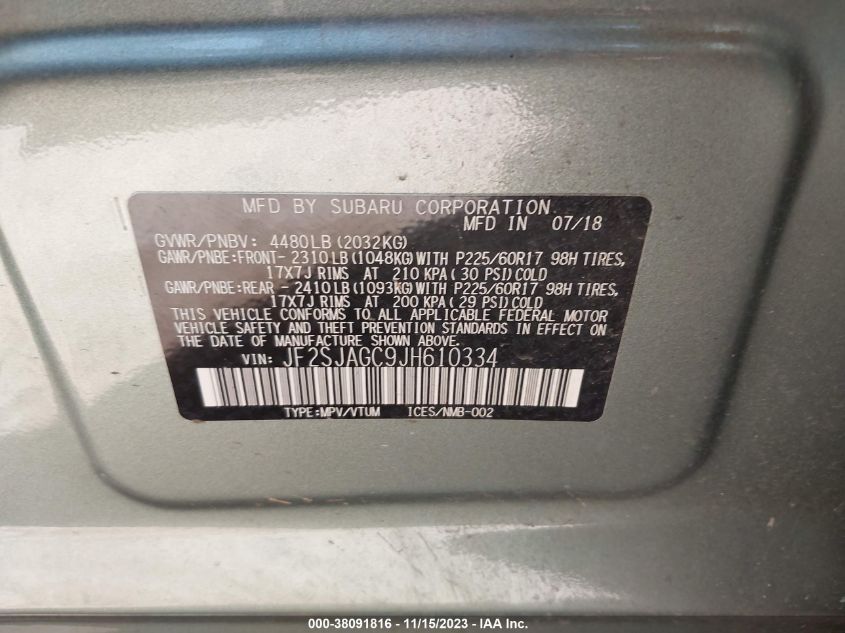 MFD BY SUBARU CORPORATION
MFD IN 07/18
GVWR/PNBV: 4480LB(2032KG)
GAWR/PNBE:FRONT- 2310LB(1048KG)WITH P225/60R17 98H TIRES,
17X7J RIMS AT 210 KPA( 30 PSI)COLD
GAWR/PNBE:REAR - 2410LB(1093KG)WITH P225/60R17 98H TIRES,
17X7J RIMS AT 200 KPA( 29 PSI)COLD
THIS VEHICLE CONFORMS TO ALL APPLICABLE FEDERAL MOTOR
VEHICLE SAFETY AND THEFT PREVENTION STANDARDS IN EFFECT ON
THE DATE OF MANUFACTURE SHOWN ABOVE.
VIN: JF2SJAGC9JH610334
TYPE:MPV/VTUM ICES/NMB-002
000-38091816 - 11/15/2023 - IAA Inc.